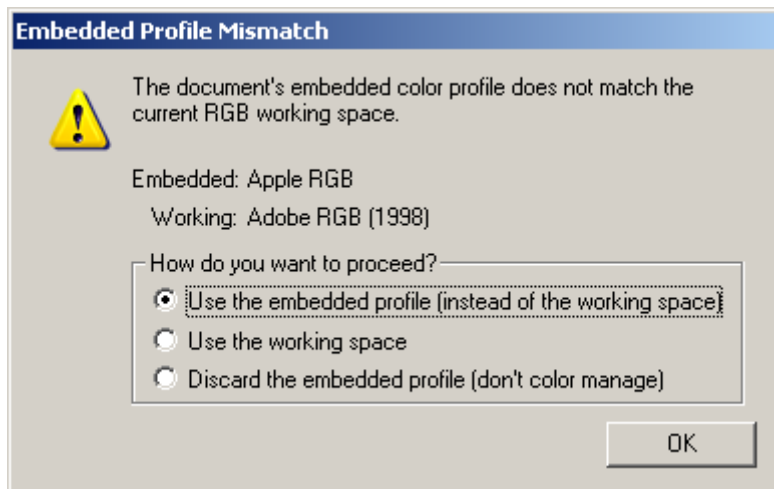 Embedded Profile Mismatch
The document's embedded color profile does not match the
current RGB working space.
Embedded: Apple RGB
Working: Adobe RGB (1998)
How do you want to proceed?
Use the embedded profile (instead of the working space)
Use the working space
Discard the embedded profile (don't color manage)
OK